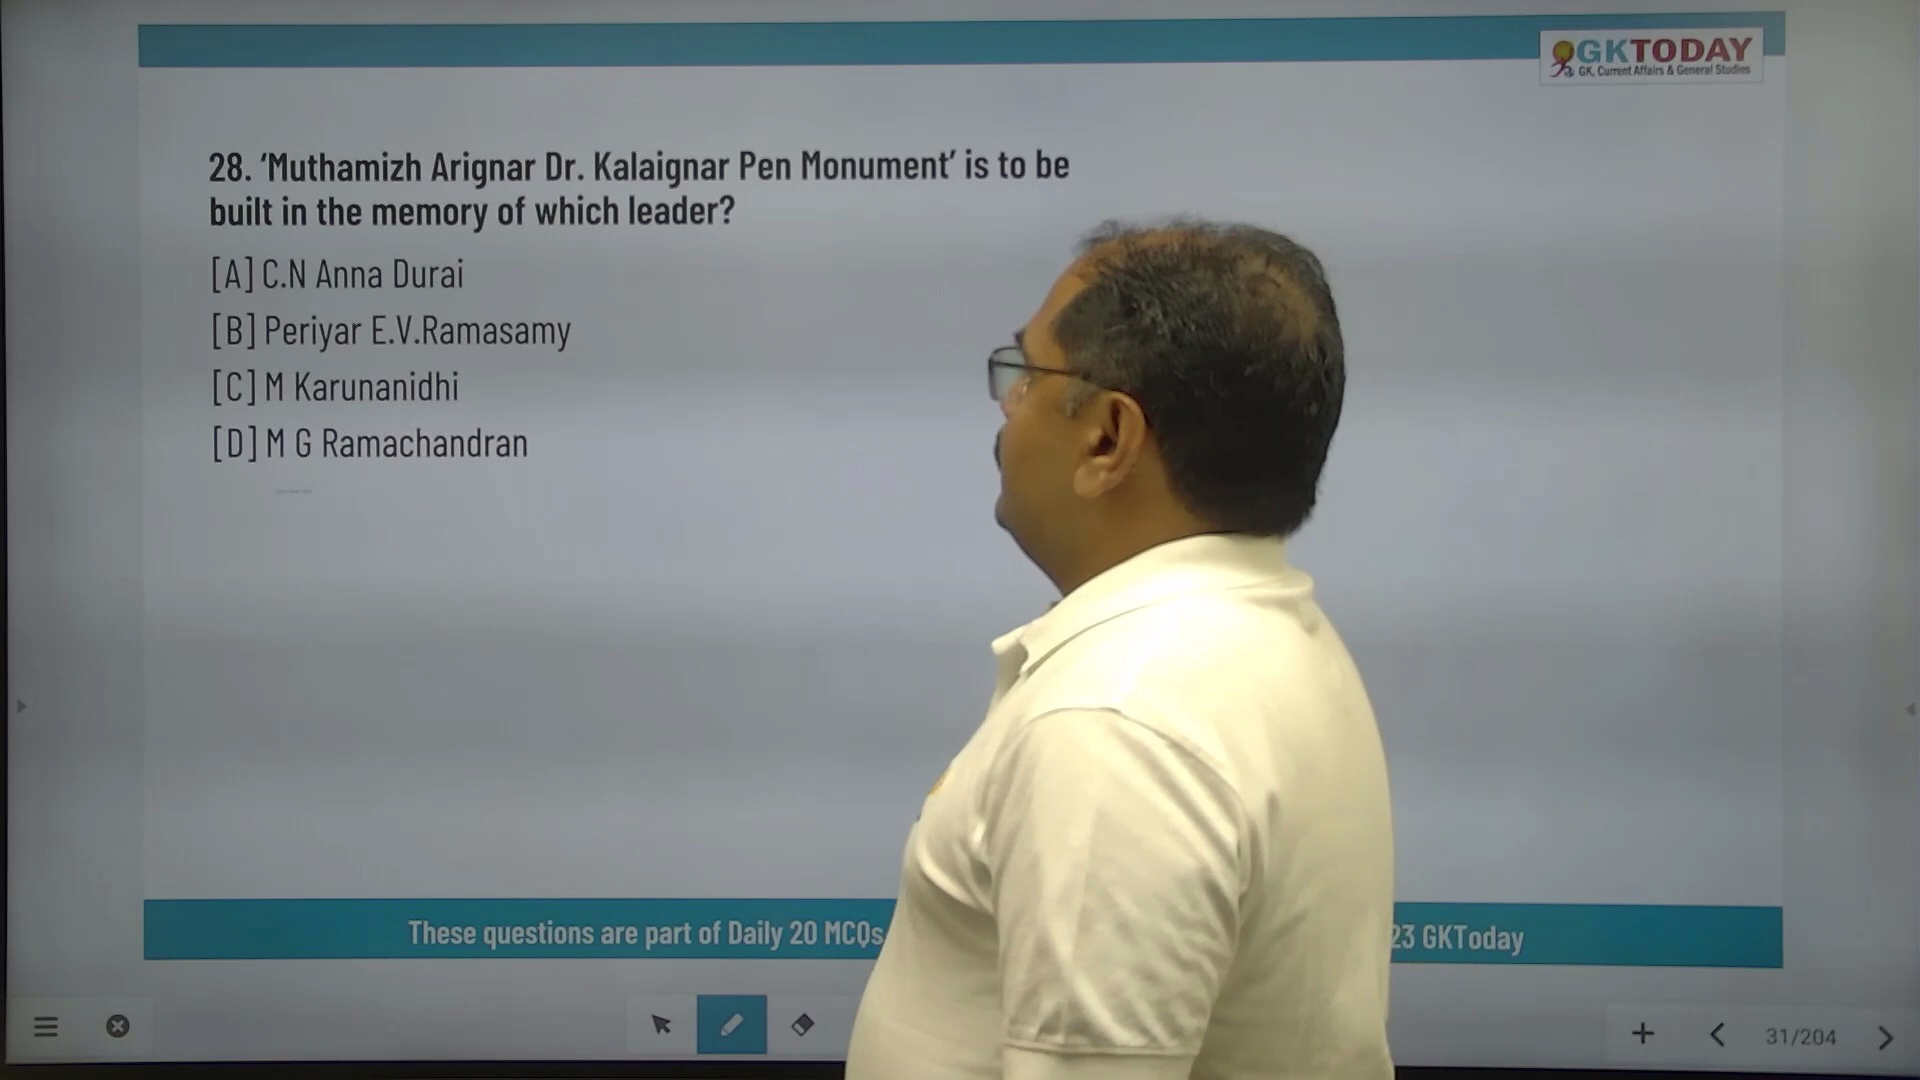 GKTODAY
GK, Current Affairs & General Studies
28. ‘Muthamizh Arignar Dr. Kalaignar Pen Monument’ is to be
built in the memory of which leader?
[A] C.N Anna Durai
[B] Periyar E.V.Ramasamy
[C] M Karunanidhi
[D] M G Ramachandran
These questions are part of Daily 20 MCQs 23 GKToday
31/204